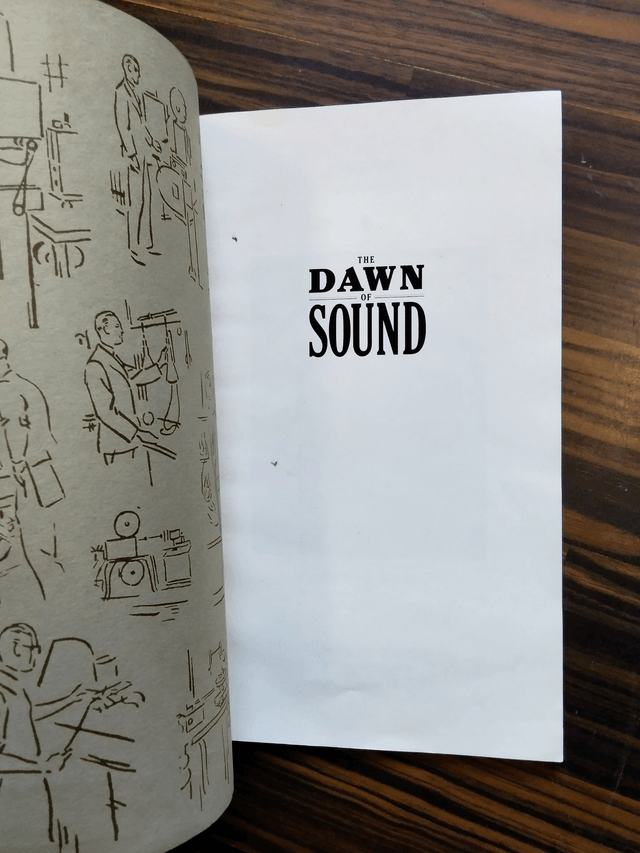 THE
DAWN
OF
SOUND